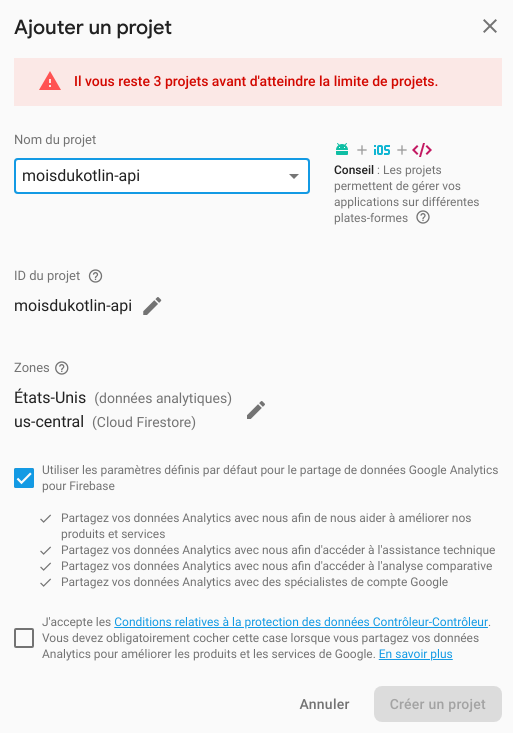 Ajouter un projet
Il vous reste 3 projets avant d'atteindre la limite de projets.
Nom du projet
moisdukotlin-api
+ iOS + </>
Conseil : Les projets
permettent de gérer vos
applications sur différentes
plates-formes ?
ID du projet ?
moisdukotlin-api
Zones ?
États-Unis (données analytiques)
us-central (Cloud Firestore)
Utiliser les paramètres définis par défaut pour le partage de données Google Analytics
pour Firebase
Partagez vos données Analytics avec nous afin de nous aider à améliorer nos
produits et services
Partagez vos données Analytics avec nous afin d'accéder à l'assistance technique
Partagez vos données Analytics avec nous afin d'accéder à l'analyse comparative
Partagez vos données Analytics avec des spécialistes de compte Google
J'accepte les Conditions relatives à la protection des données Contrôleur-Contrôleur.
Vous devez obligatoirement cocher cette case lorsque vous partagez vos données
Analytics pour améliorer les produits et les services de Google. En savoir plus
Annuler
Créer un projet